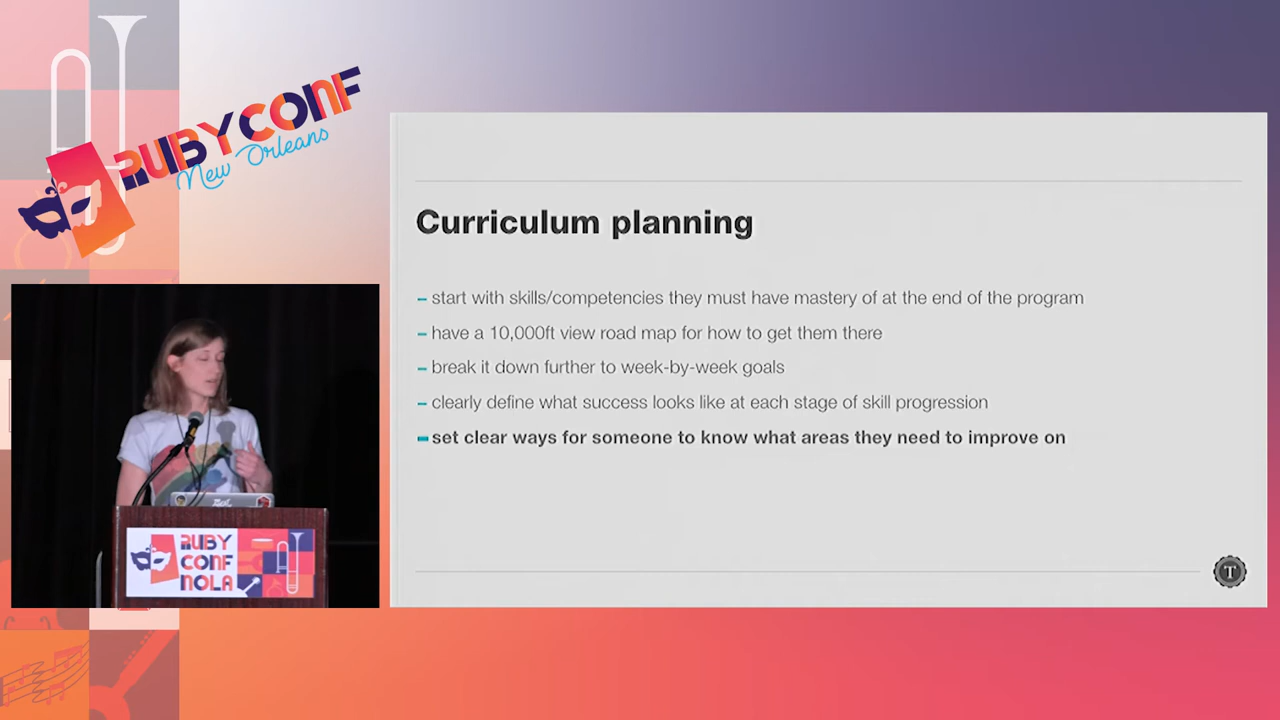 RUBYCONF
New Orleans
Curriculum planning
– start with skills/competencies they must have mastery of at the end of the program
– have a 10,000ft view road map for how to get them there
– break it down further to week-by-week goals
– clearly define what success looks like at each stage of skill progression
– set clear ways for someone to know what areas they need to improve on
T
RUBY
CONF
NOLA